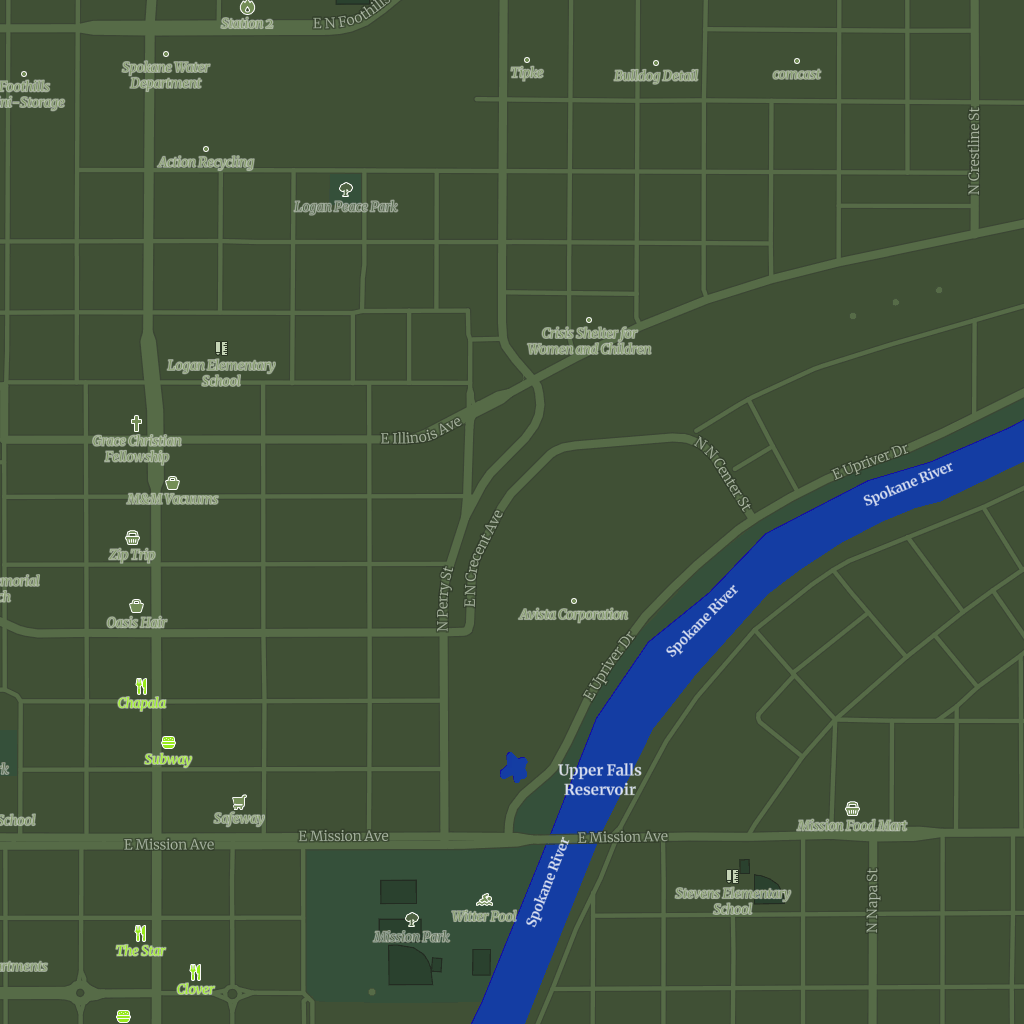 Station 2
E N Foothills
Spokane Water
Department
Foothills
ni-Storage
Tipke
Bulldog Detail
comcast
N Crestline St
Action Recycling
Logan Peace Park
Crisis Shelter for
Women and Children
Logan Elementary
School
E Illinois Ave
Grace Christian
Fellowship
M&M Vacuums
N N Center St
E Upriver Dr
Spokane River
Zip Trip
E N Crecent Ave
N Perry St
morial
ch
Oasis Hair
Avista Corporation
Spokane River
E Upriver Dr
Chapala
Subway
Upper Falls
Reservoir
k
Safeway
School
Mission Food Mart
E Mission Ave
E Mission Ave
E Mission Ave
Spokane River
Stevens Elementary
School
N Napa St
Witter Pool
Mission Park
The Star
rtments
Clover